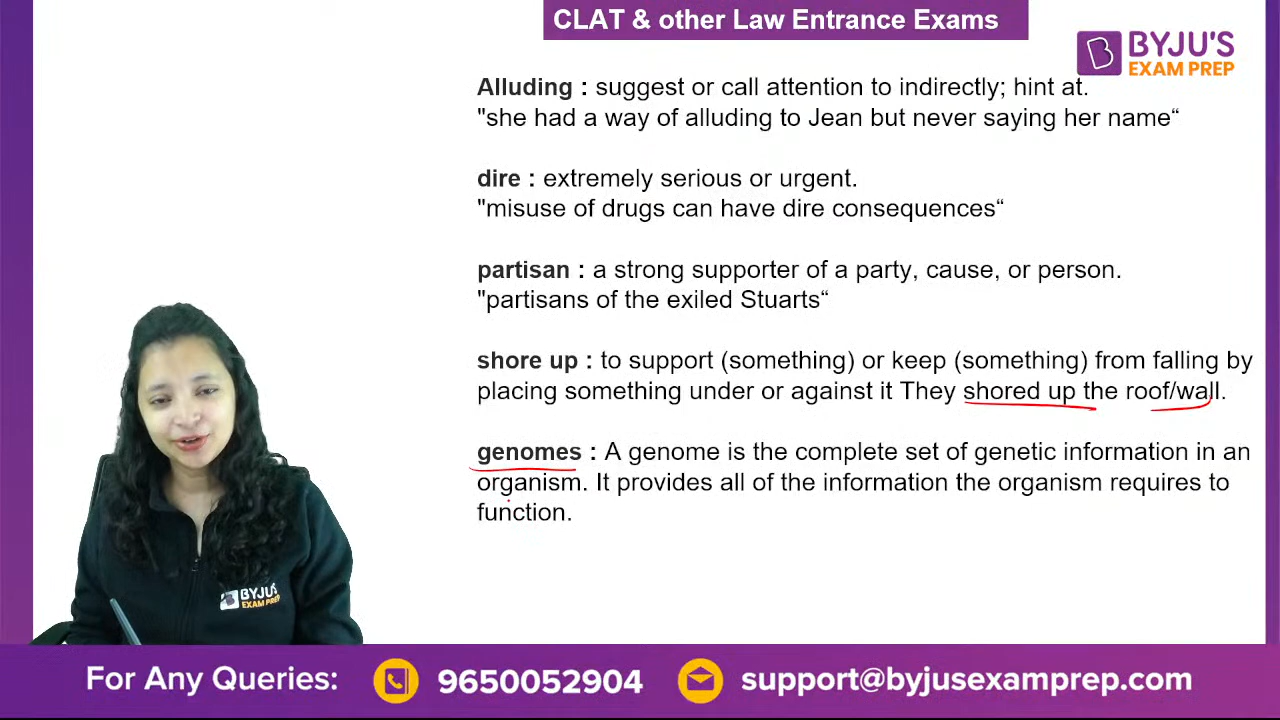 CLAT & other Law Entrance Exams
BYJU'S
EXAM PREP
Alluding : suggest or call attention to indirectly; hint at.
"she had a way of alluding to Jean but never saying her name“
dire : extremely serious or urgent.
"misuse of drugs can have dire consequences“
partisan : a strong supporter of a party, cause, or person.
"partisans of the exiled Stuarts“
shore up : to support (something) or keep (something) from falling by
placing something under or against it They shored up the roof/wall.
genomes : A genome is the complete set of genetic information in an
organism. It provides all of the information the organism requires to
function.
BYJU'S
EXAM PREP
For Any Queries:
9650052904
support@byjusexamprep.com